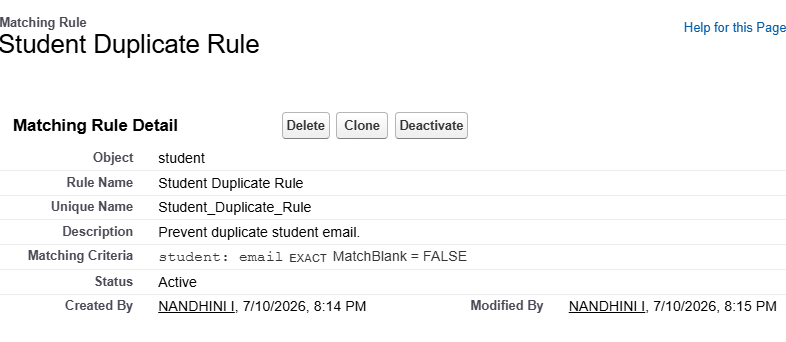 Matching Rule
Student Duplicate Rule
Help for this Page
Matching Rule Detail
Delete Clone Deactivate
Object student
Rule Name Student Duplicate Rule
Unique Name Student_Duplicate_Rule
Description Prevent duplicate student email.
Matching Criteria student: email EXACT MatchBlank = FALSE
Status Active
Created By NANDHINI I, 7/10/2026, 8:14 PM Modified By NANDHINI I, 7/10/2026, 8:15 PM